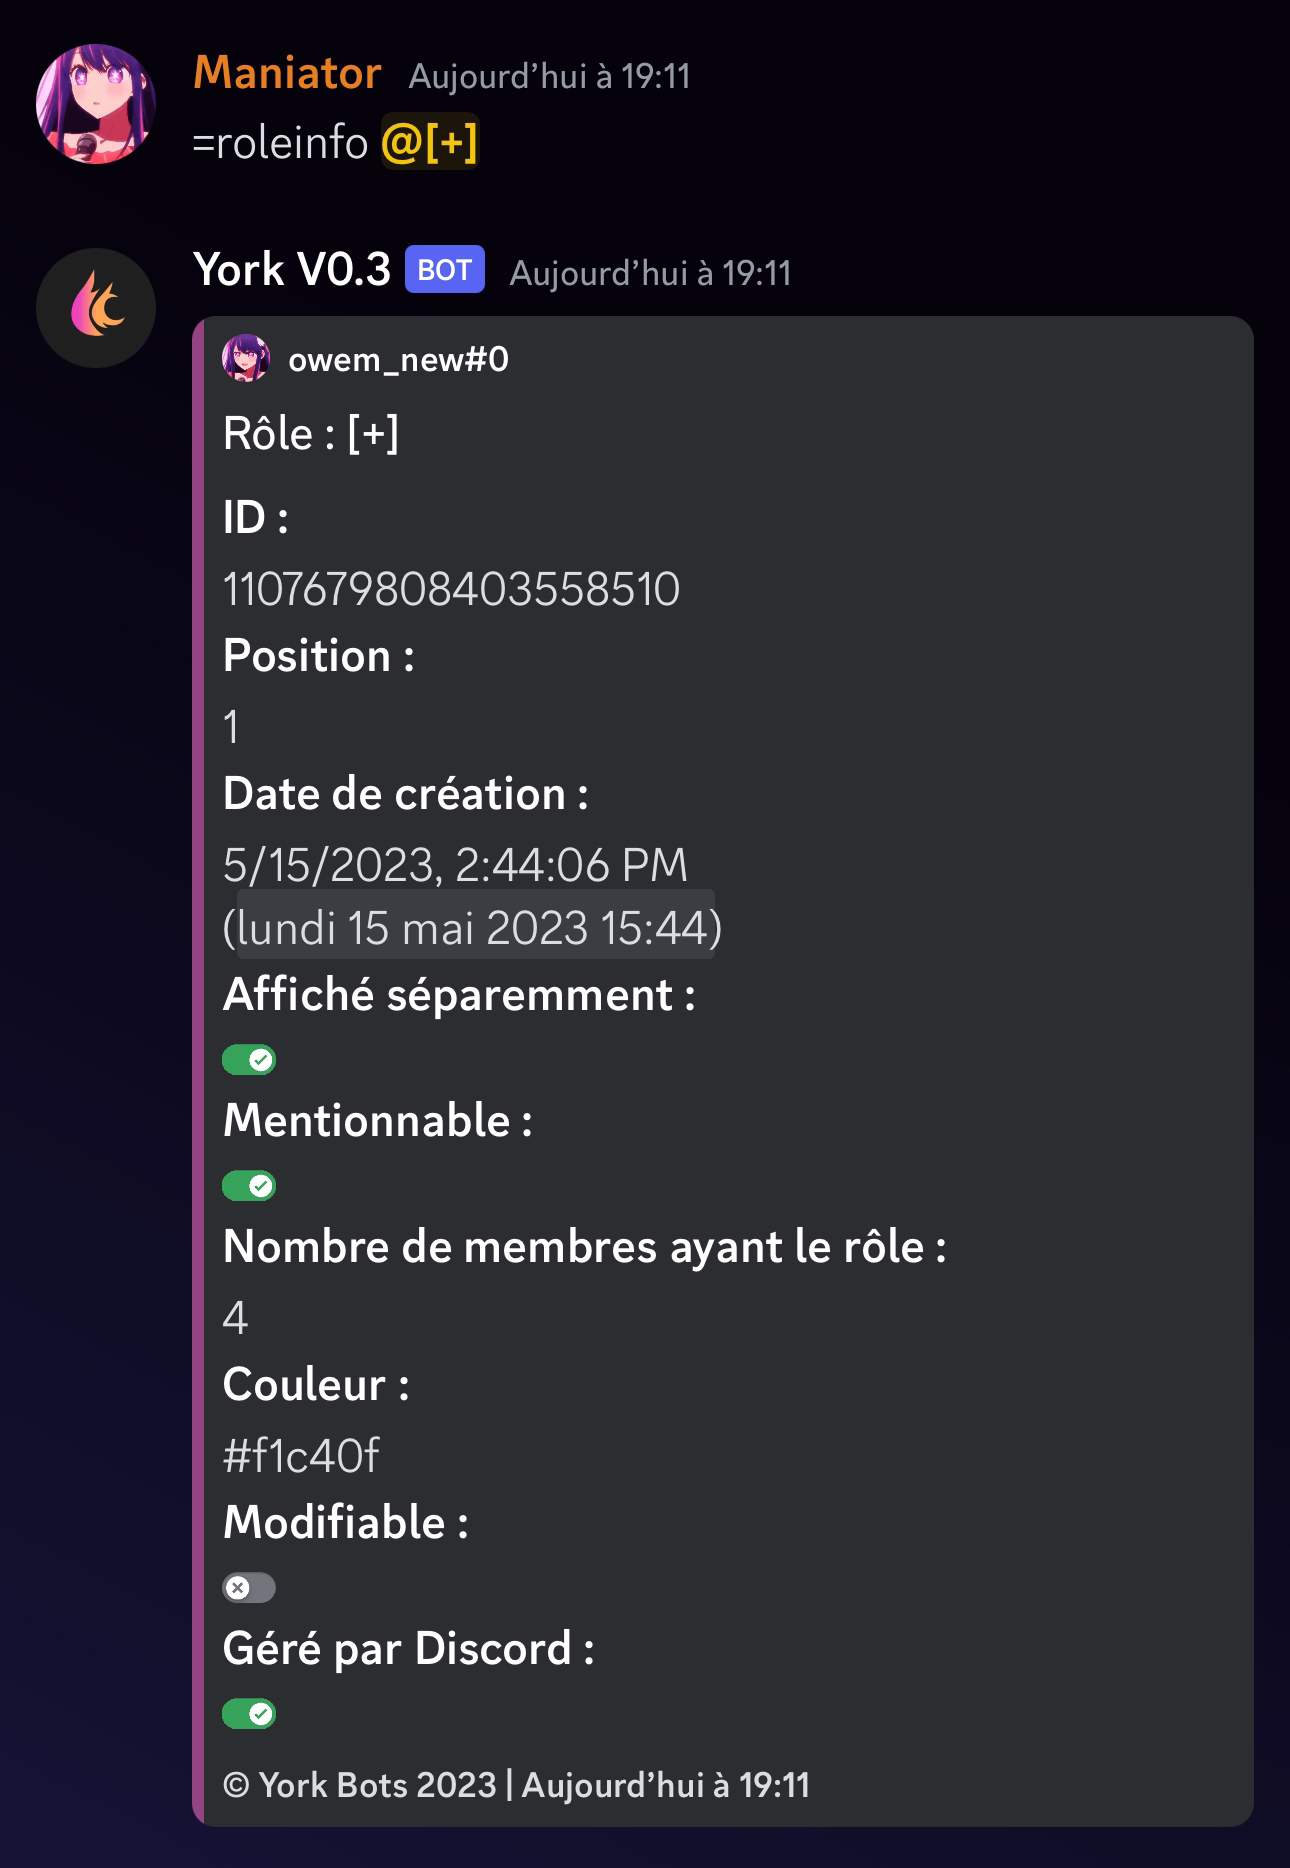 Maniator Aujourd’hui à 19:11
=roleinfo @[+]
York V0.3 BOT Aujourd’hui à 19:11
owem_new#0
Rôle : [+]
ID :
1107679808403558510
Position :
1
Date de création :
5/15/2023, 2:44:06 PM
(lundi 15 mai 2023 15:44)
Affiché séparemment :
Mentionnable :
Nombre de membres ayant le rôle :
4
Couleur :
#f1c40f
Modifiable :
Géré par Discord :
© York Bots 2023 | Aujourd’hui à 19:11